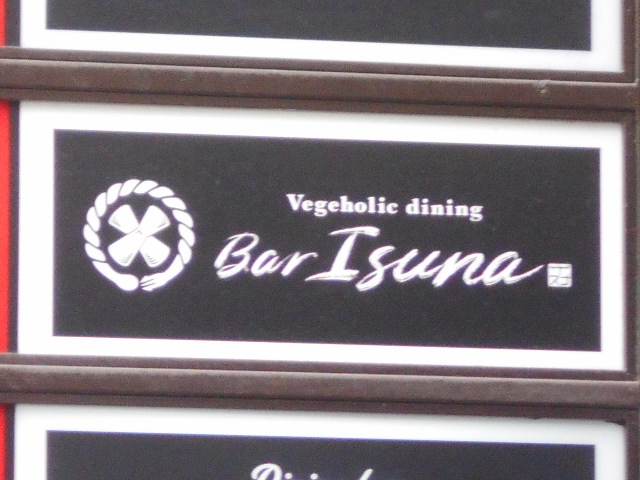 Vegeholic dining
Bar Isuna